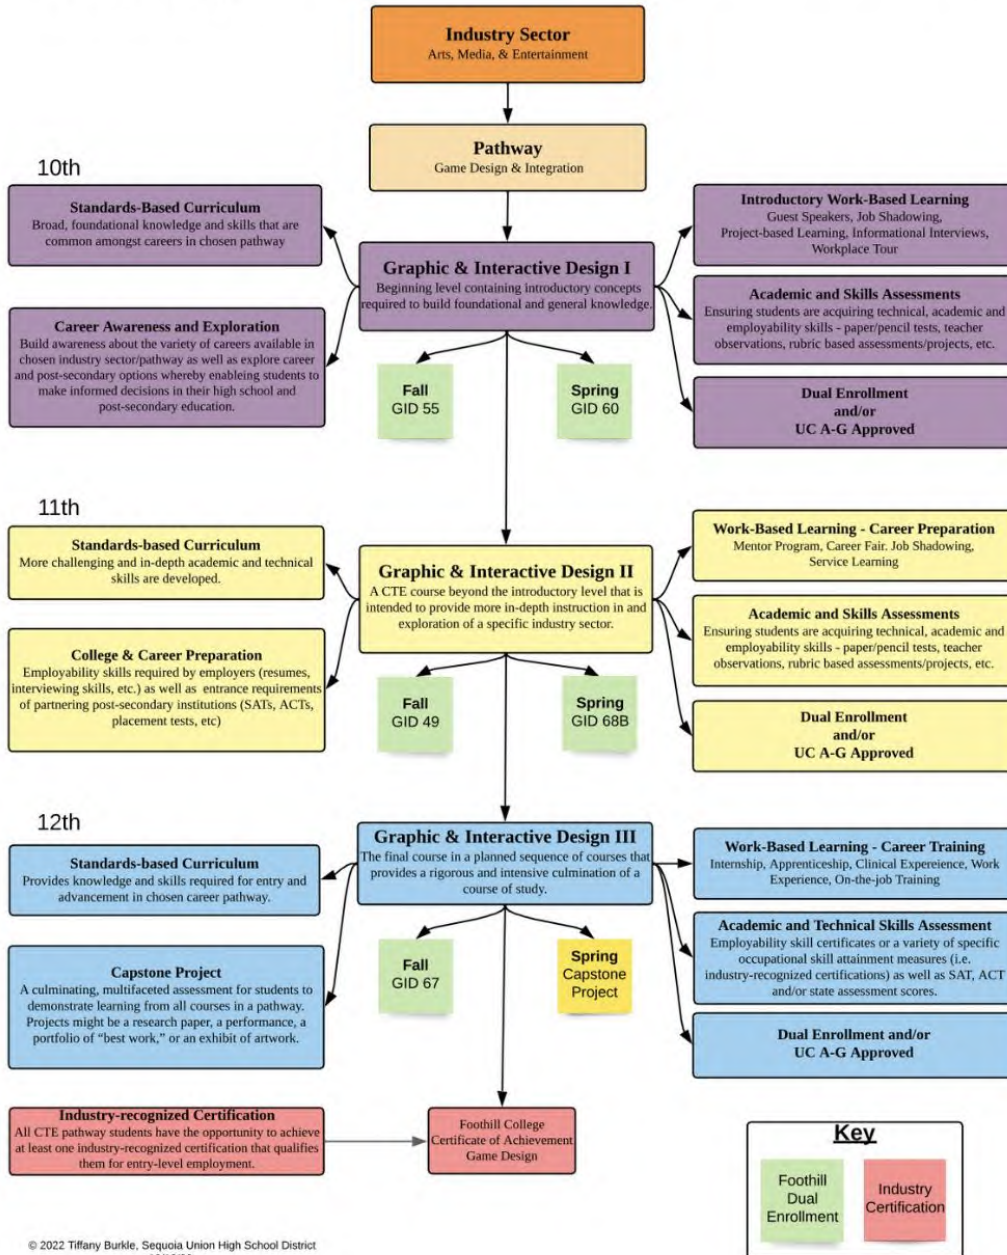 Industry Sector
Arts, Media, & Entertainment
Pathway
Game Design & Integration
10th
Standards-Based Curriculum
Broad, foundational knowledge and skills that are
common amongst careers in chosen pathway
Career Awareness and Exploration
Build awareness about the variety of careers available in
chosen industry sector/pathway as well as explore career
and post-secondary options whereby enableing students to
make informed decisions in their high school and
post-secondary education.
Graphic & Interactive Design I
Beginning level containing introductory concepts
required to build foundational and general knowledge.
Fall
GID 55
Spring
GID 60
Introductory Work-Based Learning
Guest Speakers, Job Shadowing,
Project-based Learning, Informational Interviews,
Workplace Tour
Academic and Skills Assessments
Ensuring students are acquiring technical, academic and
employability skills - paper/pencil tests, teacher
observations, rubric based assessments/projects, etc.
Dual Enrollment
and/or
UC A-G Approved
11th
Standards-based Curriculum
More challenging and in-depth academic and technical
skills are developed.
College & Career Preparation
Employability skills required by employers (resumes,
interviewing skills, etc.) as well as entrance requirements
of partnering post-secondary institutions (SATs, ACTs,
placement tests, etc)
Graphic & Interactive Design II
A CTE course beyond the introductory level that is
intended to provide more in-depth instruction in and
exploration of a specific industry sector.
Fall
GID 49
Spring
GID 68B
Work-Based Learning - Career Preparation
Mentor Program, Career Fair. Job Shadowing,
Service Learning
Academic and Skills Assessments
Ensuring students are acquiring technical, academic and
employability skills - paper/pencil tests, teacher
observations, rubric based assessments/projects, etc.
Dual Enrollment
and/or
UC A-G Approved
12th
Standards-based Curriculum
Provides knowledge and skills required for entry and
advancement in chosen career pathway.
Capstone Project
A culminating, multifaceted assessment for students to
demonstrate learning from all courses in a pathway.
Projects might be a research paper, a performance, a
portfolio of “best work,” or an exhibit of artwork.
Graphic & Interactive Design III
The final course in a planned sequence of courses that
provides a rigorous and intensive culmination of a
course of study.
Fall
GID 67
Spring
Capstone
Project
Work-Based Learning - Career Training
Internship, Apprenticeship, Clinical Expereience, Work
Experience, On-the-job Training
Academic and Technical Skills Assessment
Employability skill certificates or a variety of specific
occupational skill attainment measures (i.e.
industry-recognized certifications) as well as SAT, ACT
and/or state assessment scores.
Dual Enrollment and/or
UC A-G Approved
Industry-recognized Certification
All CTE pathway students have the opportunity to achieve
at least one industry-recognized certification that qualifies
them for entry-level employment.
Foothill College
Certificate of Achievement
Game Design
Key
Foothill
Dual
Enrollment
Industry
Certification
© 2022 Tiffany Burkle, Sequoia Union High School District